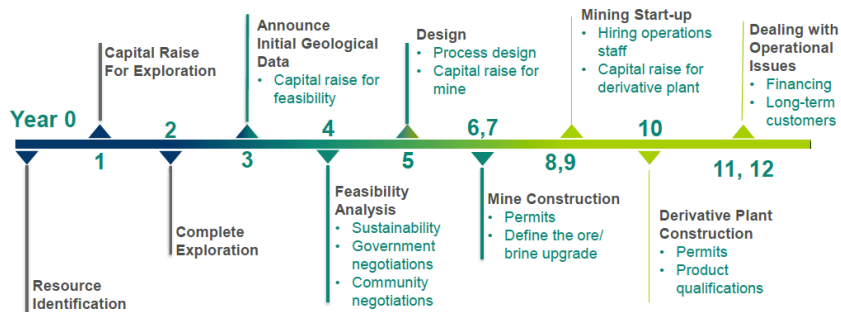 Year 0
Resource
Identification
1
Capital Raise
For Exploration
2
Complete
Exploration
3
Announce
Initial Geological
Data
• Capital raise for
feasibility
4
Feasibility
Analysis
• Sustainability
• Government
negotiations
• Community
negotiations
5
Design
• Process design
• Capital raise for
mine
6,7
Mine Construction
• Permits
• Define the ore/
brine upgrade
8,9
Mining Start-up
• Hiring operations
staff
• Capital raise for
derivative plant
10
Derivative Plant
Construction
• Permits
• Product
qualifications
11, 12
Dealing with
Operational
Issues
• Financing
• Long-term
customers